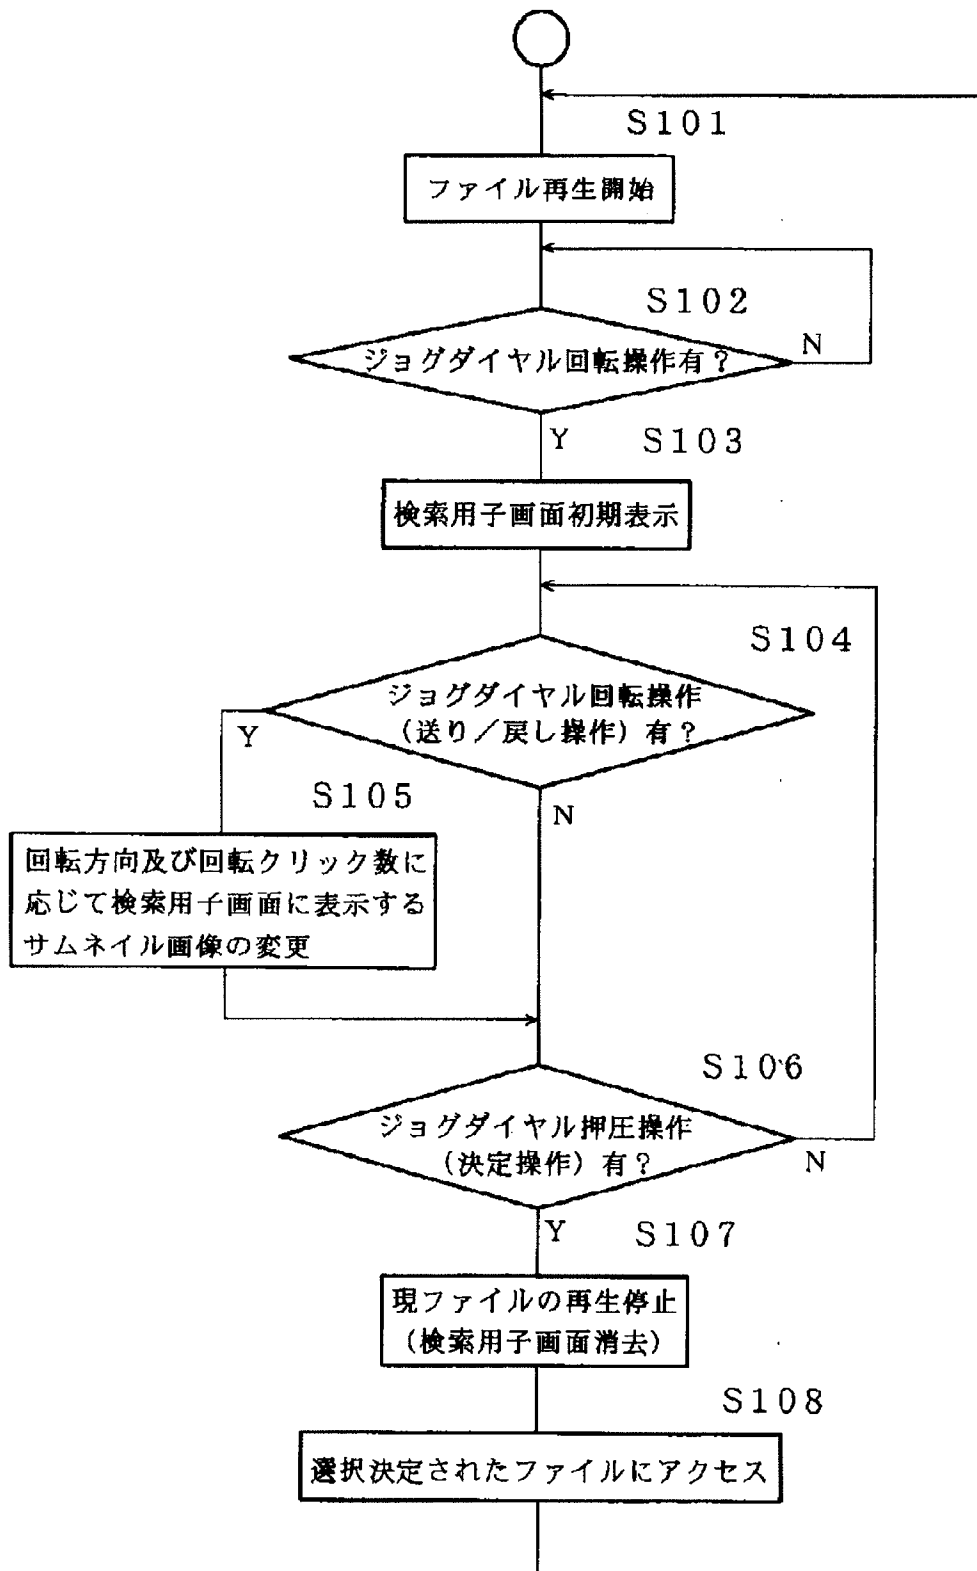 S101
ファイル再生開始
S102
ジョグダイヤル回転操作有？
N
Y
S103
検索用子画面初期表示
S104
ジョグダイヤル回転操作
（送り／戻し操作）有？
Y
N
S105
回転方向及び回転クリック数に
応じて検索用子画面に表示する
サムネイル画像の変更
S106
ジョグダイヤル押圧操作
（決定操作）有？
N
Y
S107
現ファイルの再生停止
（検索用子画面消去）
S108
選択決定されたファイルにアクセス